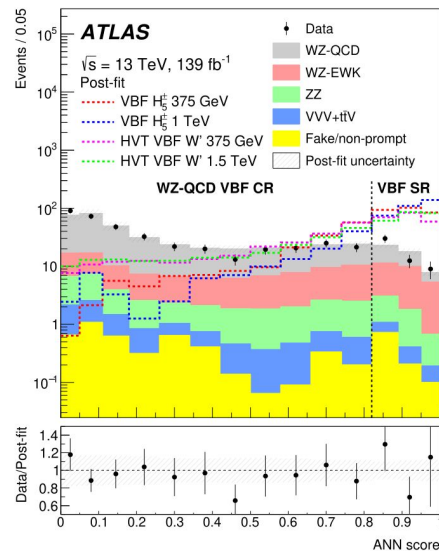 ATLAS
√s = 13 TeV, 139 fb⁻¹
Post-fit
VBF H₅± 375 GeV
VBF H₅± 1 TeV
HVT VBF W' 375 GeV
HVT VBF W' 1.5 TeV
Data
WZ-QCD
WZ-EWK
ZZ
VVV+tt̄V
Fake/non-prompt
Post-fit uncertainty
WZ-QCD VBF CR
VBF SR
Events / 0.05
10⁵
10⁴
10³
10²
10
1
10⁻¹
Data/Post-fit
1.4
1.2
1
0.8
0.6
0 0.1 0.2 0.3 0.4 0.5 0.6 0.7 0.8 0.9
ANN score